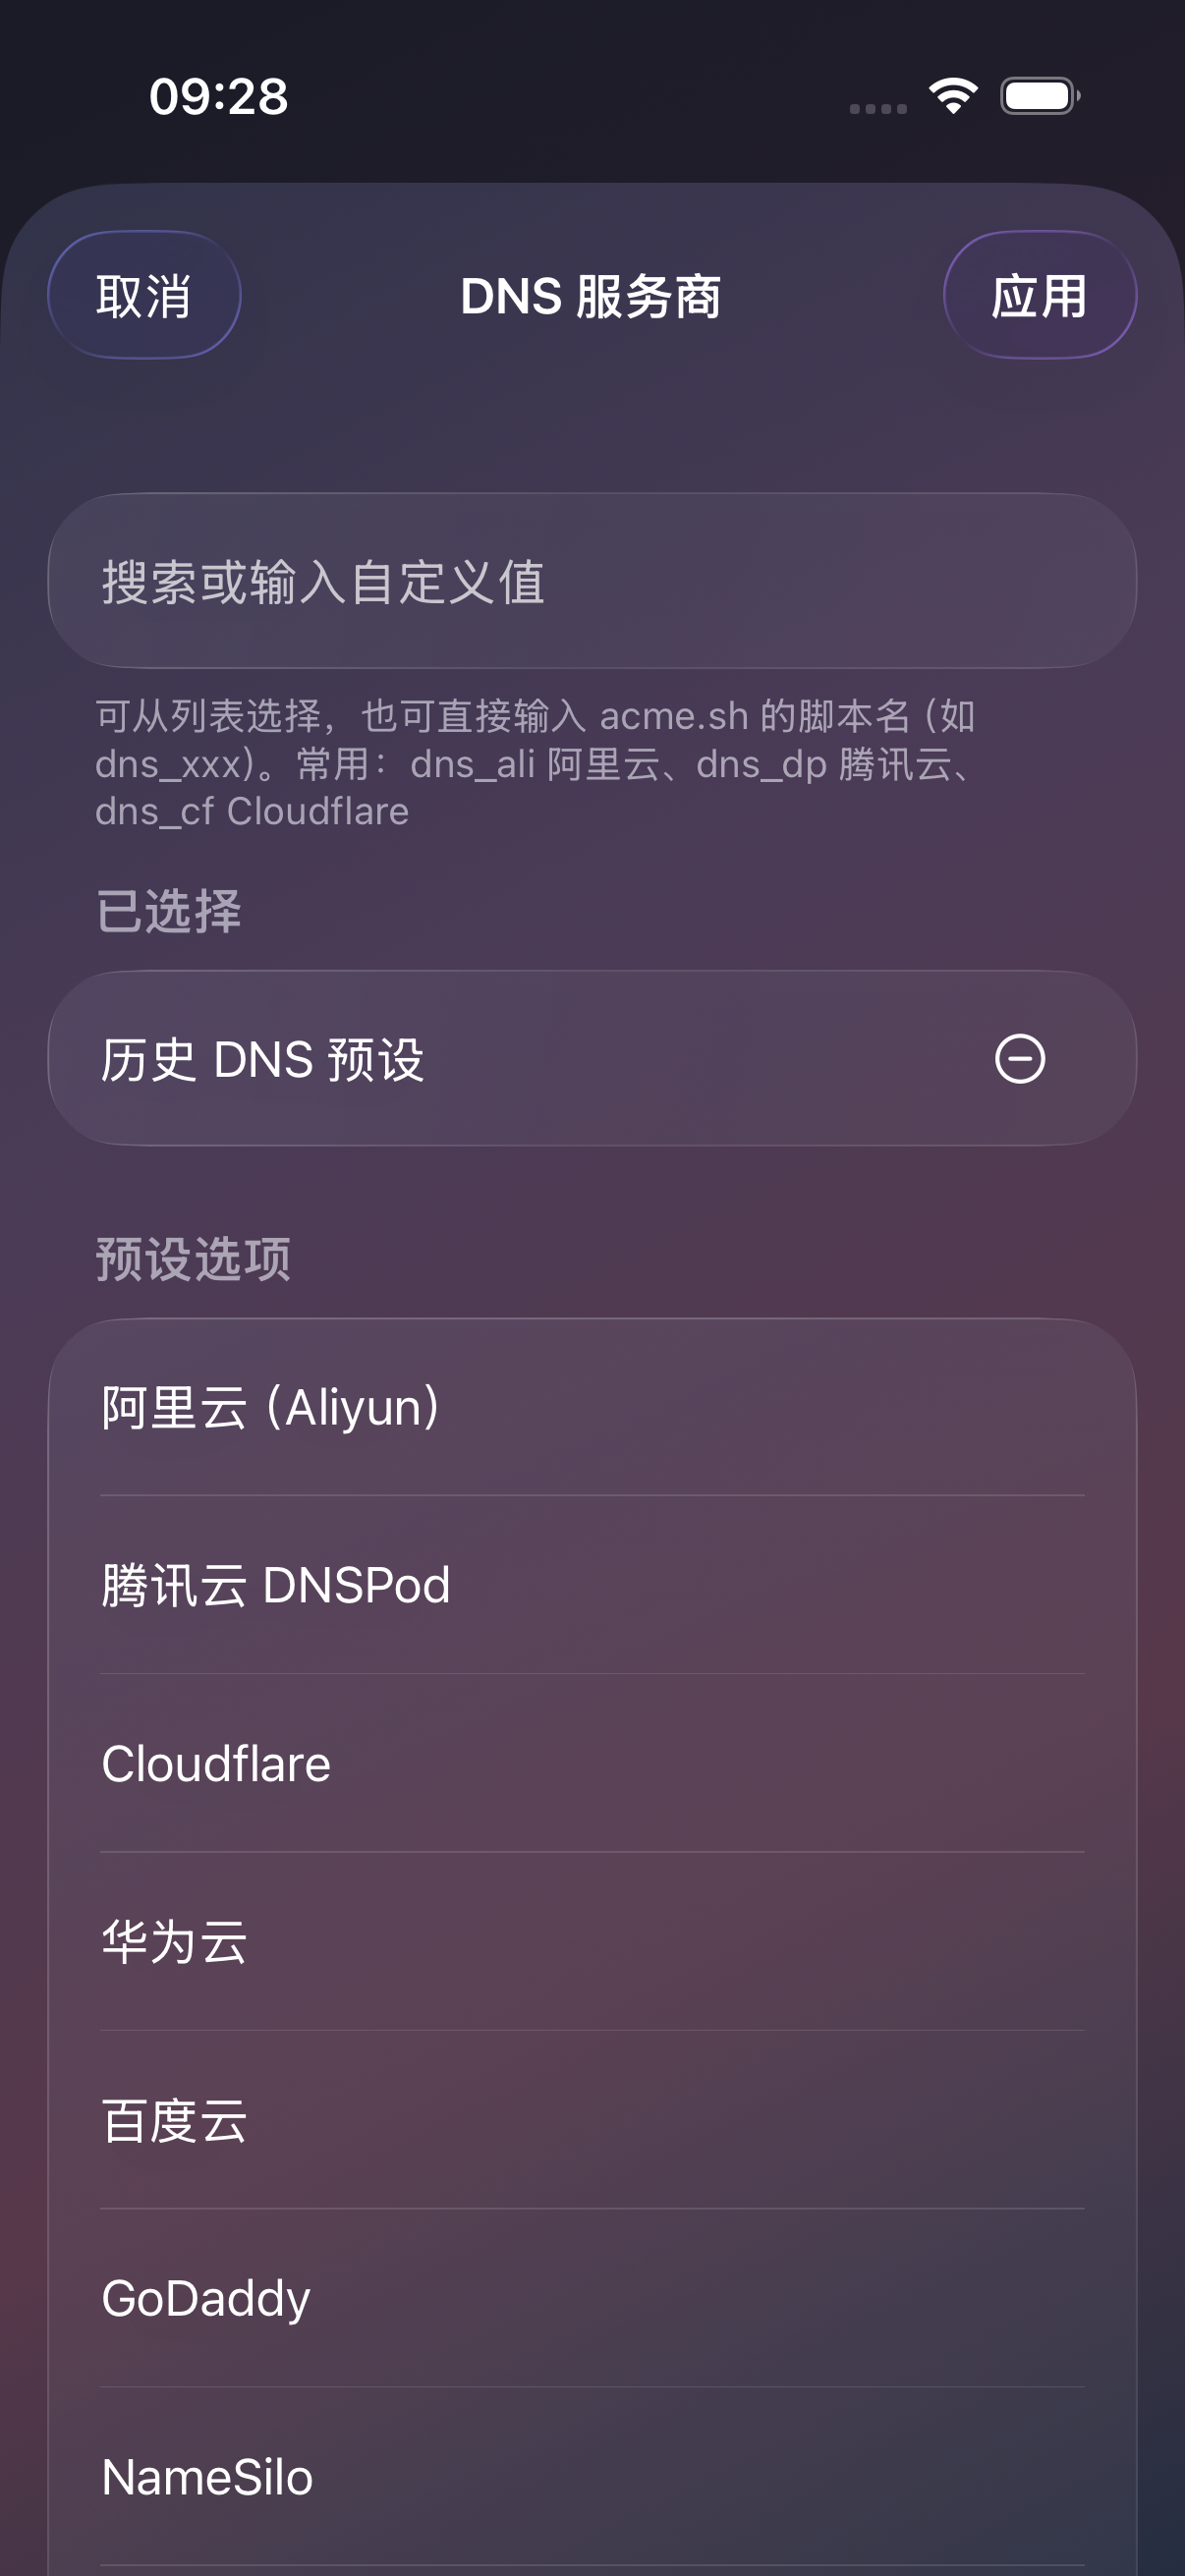 09:28
取消
DNS 服务商
应用
搜索或输入自定义值
可从列表选择，也可直接输入 acme.sh 的脚本名（如
dns_xxx）。常用：dns_ali 阿里云、dns_dp 腾讯云、
dns_cf Cloudflare
已选择
历史 DNS 预设
预设选项
阿里云（Aliyun）
腾讯云 DNSPod
Cloudflare
华为云
百度云
GoDaddy
NameSilo